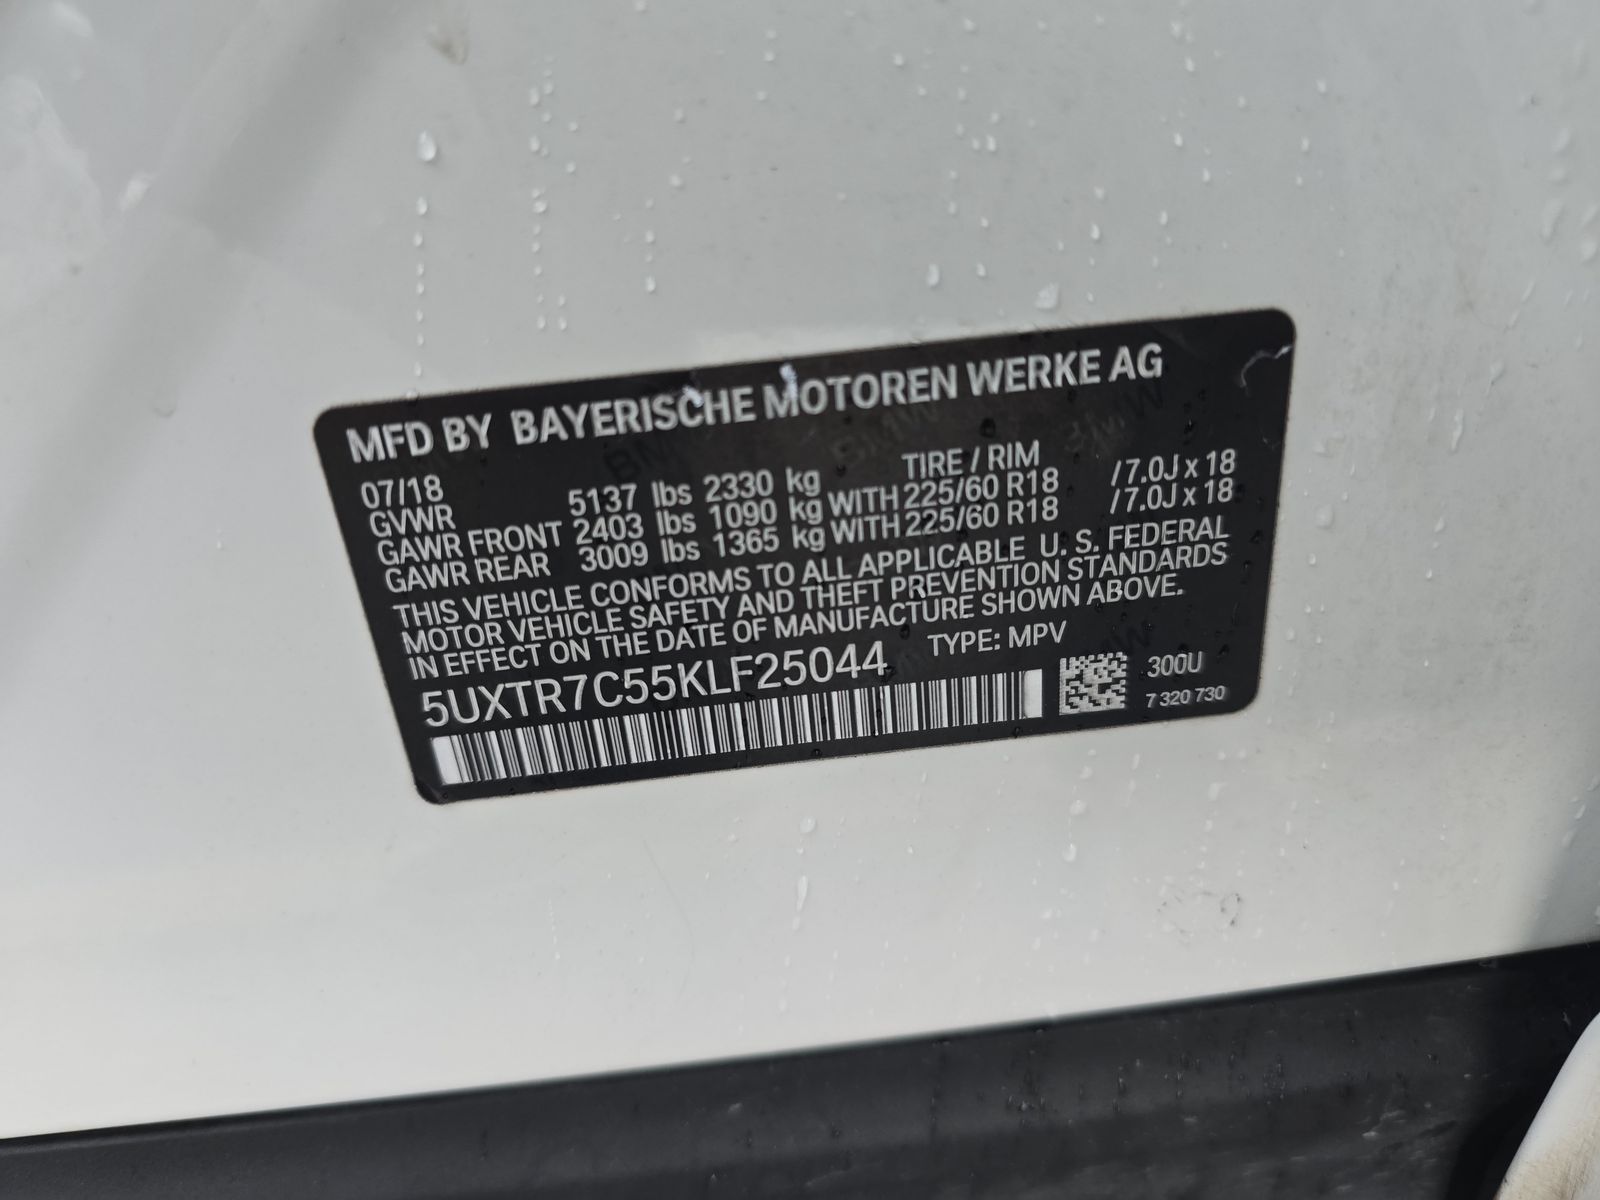 MFD BY BAYERISCHE MOTOREN WERKE AG
07/18 TIRE / RIM
GVWR 5137 lbs 2330 kg
GAWR FRONT 2403 lbs 1090 kg WITH 225/60 R18 /7.0J x 18
GAWR REAR 3009 lbs 1365 kg WITH 225/60 R18 /7.0J x 18
THIS VEHICLE CONFORMS TO ALL APPLICABLE U. S. FEDERAL
MOTOR VEHICLE SAFETY AND THEFT PREVENTION STANDARDS
IN EFFECT ON THE DATE OF MANUFACTURE SHOWN ABOVE.
5UXTR7C55KLF25044 TYPE: MPV
300U
7 320 730